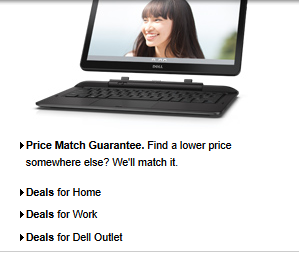 DELL
Price Match Guarantee. Find a lower price
somewhere else? We'll match it.
Deals for Home
Deals for Work
Deals for Dell Outlet